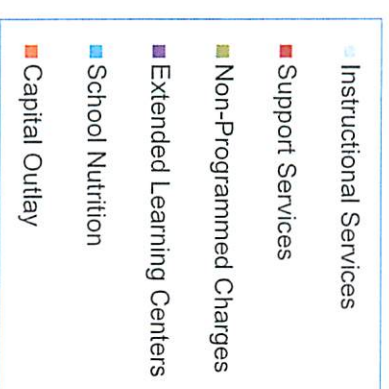 Instructional Services
Support Services
Non-Programmed Charges
Extended Learning Centers
School Nutrition
Capital Outlay